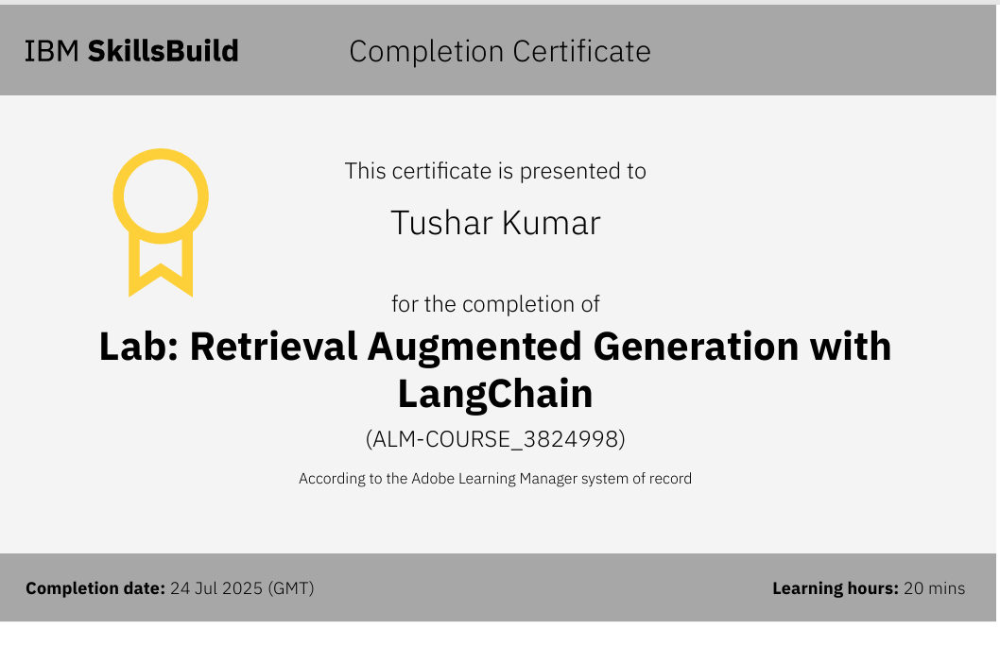 IBM SkillsBuild
Completion Certificate
This certificate is presented to
Tushar Kumar
for the completion of
Lab: Retrieval Augmented Generation with
LangChain
(ALM-COURSE_3824998)
According to the Adobe Learning Manager system of record
Completion date: 24 Jul 2025 (GMT)
Learning hours: 20 mins